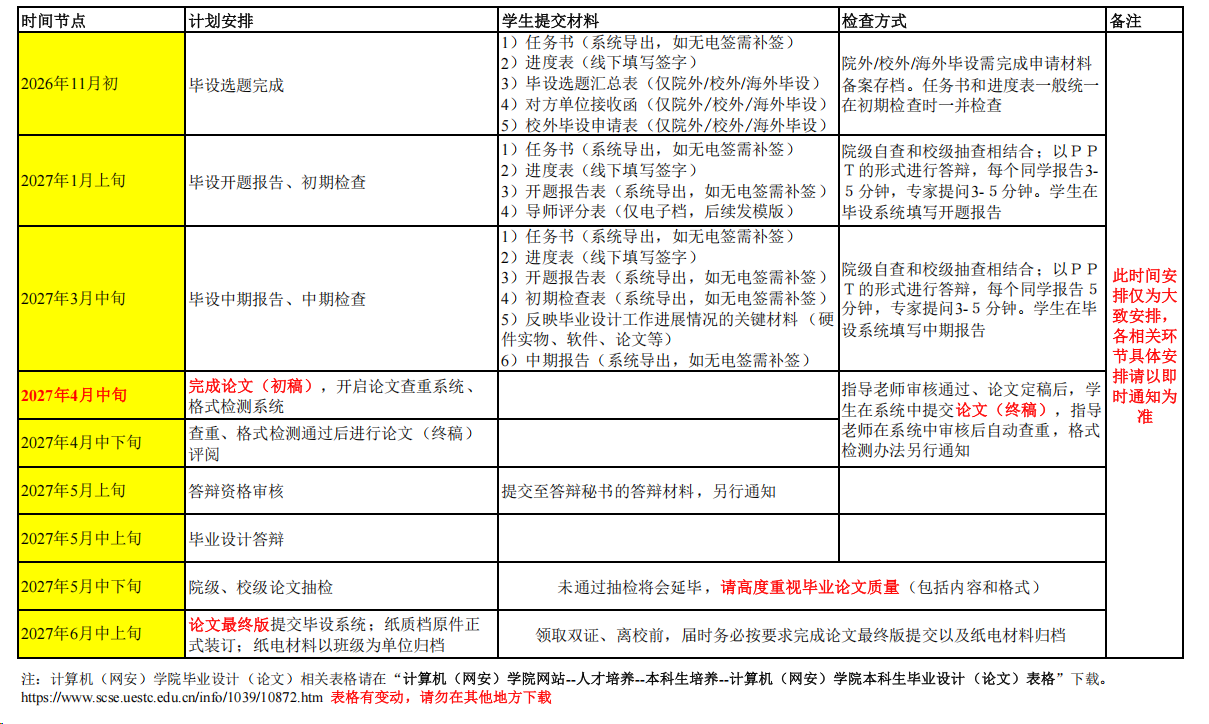 时间节点 计划安排 学生提交材料 检查方式 备注
2026年11月初
毕设选题完成
1）任务书（系统导出，如无电签需补签）
2）进度表（线下填写签字）
3）毕设选题汇总表（仅院外/校外/海外毕设）
4）对方单位接收函（仅院外/校外/海外毕设）
5）校外毕设申请表（仅院外/校外/海外毕设）
院外/校外/海外毕设需完成申请材料
备案存档。任务书和进度表一般统一
在初期检查时一并检查
2027年1月上旬
毕设开题报告、初期检查
1）任务书（系统导出，如无电签需补签）
2）进度表（线下填写签字）
3）开题报告表（系统导出，如无电签需补签）
4）导师评分表（仅电子档，后续发模版）
院级自查和校级抽查相结合；以ＰＰ
Ｔ的形式进行答辩，每个同学报告3-
５分钟，专家提问3-５分钟。学生在
毕设系统填写开题报告
2027年3月中旬
毕设中期报告、中期检查
1）任务书（系统导出，如无电签需补签）
2）进度表（线下填写签字）
3）开题报告表（系统导出，如无电签需补签）
4）初期检查表（系统导出，如无电签需补签）
5）反映毕业设计工作进展情况的关键材料（硬
件实物、软件、论文等）
6）中期报告（系统导出，如无电签需补签）
院级自查和校级抽查相结合；以ＰＰ
Ｔ的形式进行答辩，每个同学报告５
分钟，专家提问3-５分钟。学生在毕
设系统填写中期报告
此时间安
排仅为大
致安排，
各相关环
节具体安
排请以即
时通知为
准
2027年4月中旬
完成论文（初稿），开启论文查重系统、
格式检测系统
指导老师审核通过、论文定稿后，学
生在系统中提交论文（终稿），指导
老师在系统中审核后自动查重，格式
检测办法另行通知
2027年4月中下旬
查重、格式检测通过后进行论文（终稿）
评阅
2027年5月上旬
答辩资格审核
提交至答辩秘书的答辩材料，另行通知
2027年5月中上旬
毕业设计答辩
2027年5月中下旬
院级、校级论文抽检
未通过抽检将会延毕，请高度重视毕业论文质量（包括内容和格式）
2027年6月中上旬
论文最终版提交毕设系统；纸质档原件正
式装订；纸电材料以班级为单位归档
领取双证、离校前，届时务必按要求完成论文最终版提交以及纸电材料归档
注：计算机（网安）学院毕业设计（论文）相关表格请在“计算机（网安）学院网站--人才培养--本科生培养--计算机（网安）学院本科生毕业设计（论文）表格”下载。
https://www.scse.uestc.edu.cn/info/1039/10872.htm 表格有变动，请勿在其他地方下载